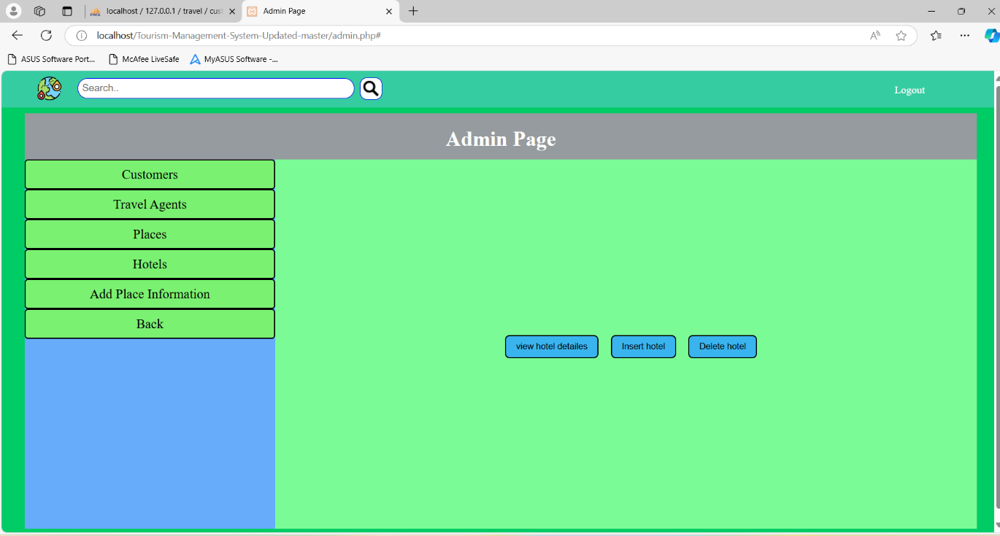 localhost / 127.0.0.1 / travel / cust
Admin Page
localhost/Tourism-Management-System-Updated-master/admin.php#
ASUS Software Port...
McAfee LiveSafe
MyASUS Software -...
Search..
Logout
Admin Page
Customers
Travel Agents
Places
Hotels
Add Place Information
Back
view hotel detailes
Insert hotel
Delete hotel